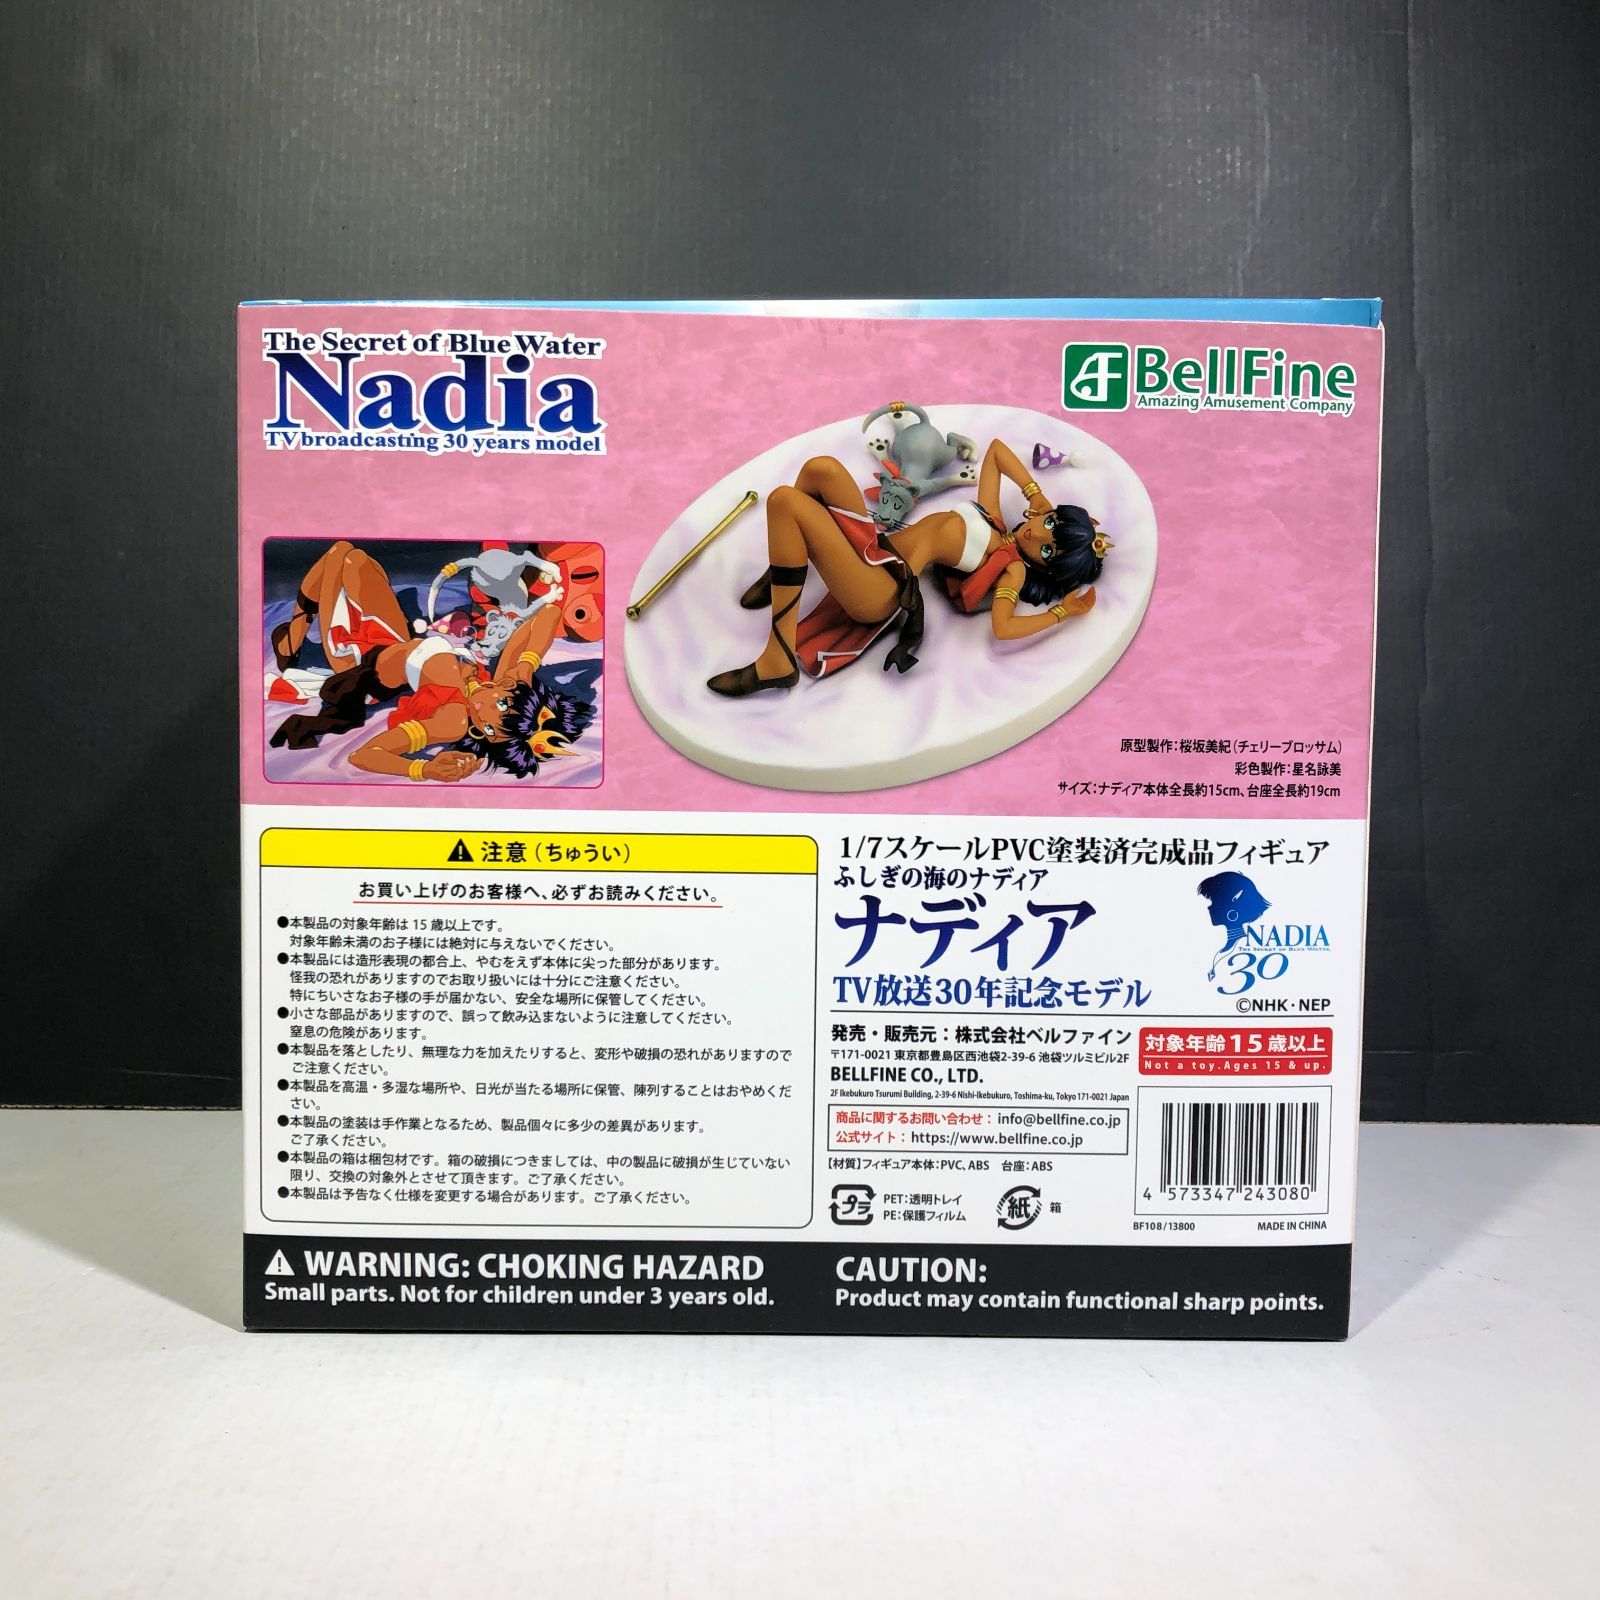 The Secret of Blue Water
Nadia
TV broadcasting 30 years model
BellFine
Amazing Amusement Company
原型製作：桜坂美紀（チェリーブロッサム）
彩色製作：星名詠美
サイズ：ナディア本体全長約15cm、台座全長約19cm
注意（ちゅうい）
お買い上げのお客様へ、必ずお読みください。
●本製品の対象年齢は 15 歳以上です。
対象年齢未満のお子様には絶対に与えないでください。
●本製品には造形表現の都合上、やむをえず本体に尖った部分があります。
怪我の恐れがありますのでお取り扱いには十分にご注意ください。
特にちいさなお子様の手が届かない、安全な場所に保管してください。
●小さな部品がありますので、誤って飲み込まないように注意してください。
窒息の危険があります。
●本製品を落としたり、無理な力を加えたりすると、変形や破損の恐れがありますので
ご注意ください。
●本製品を高温・多湿な場所や、日光が当たる場所に保管、陳列することはおやめくだ
さい。
●本製品の塗装は手作業となるため、製品個々に多少の差異があります。
ご了承ください。
●本製品の箱は梱包材です。箱の破損につきましては、中の製品に破損が生じていない
限り、交換の対象外とさせて頂きます。ご了承ください。
●本製品は予告なく仕様を変更する場合があります。ご了承ください。
1/7スケールPVC塗装済完成品フィギュア
ふしぎの海のナディア
ナディア
TV放送30年記念モデル
NADIA
THE SECRET OF BLUE WATER
30
©NHK・NEP
発売・販売元：株式会社ベルファイン
〒171-0021 東京都豊島区西池袋2-39-6 池袋ツルミビル2F
BELLFINE CO., LTD.
2F Ikebukuro Tsurumi Building, 2-39-6 Nishi-Ikebukuro, Toshima-ku, Tokyo 171-0021 Japan
対象年齢 15 歳以上
Not a toy. Ages 15 & up.
商品に関するお問い合わせ： info@bellfine.co.jp
公式サイト： https://www.bellfine.co.jp
【材質】フィギュア本体：PVC、ABS 台座：ABS
プラ
PET：透明トレイ
PE：保護フィルム
紙
箱
4 573347 243080
BF108/13800
MADE IN CHINA
WARNING: CHOKING HAZARD
Small parts. Not for children under 3 years old.
CAUTION:
Product may contain functional sharp points.